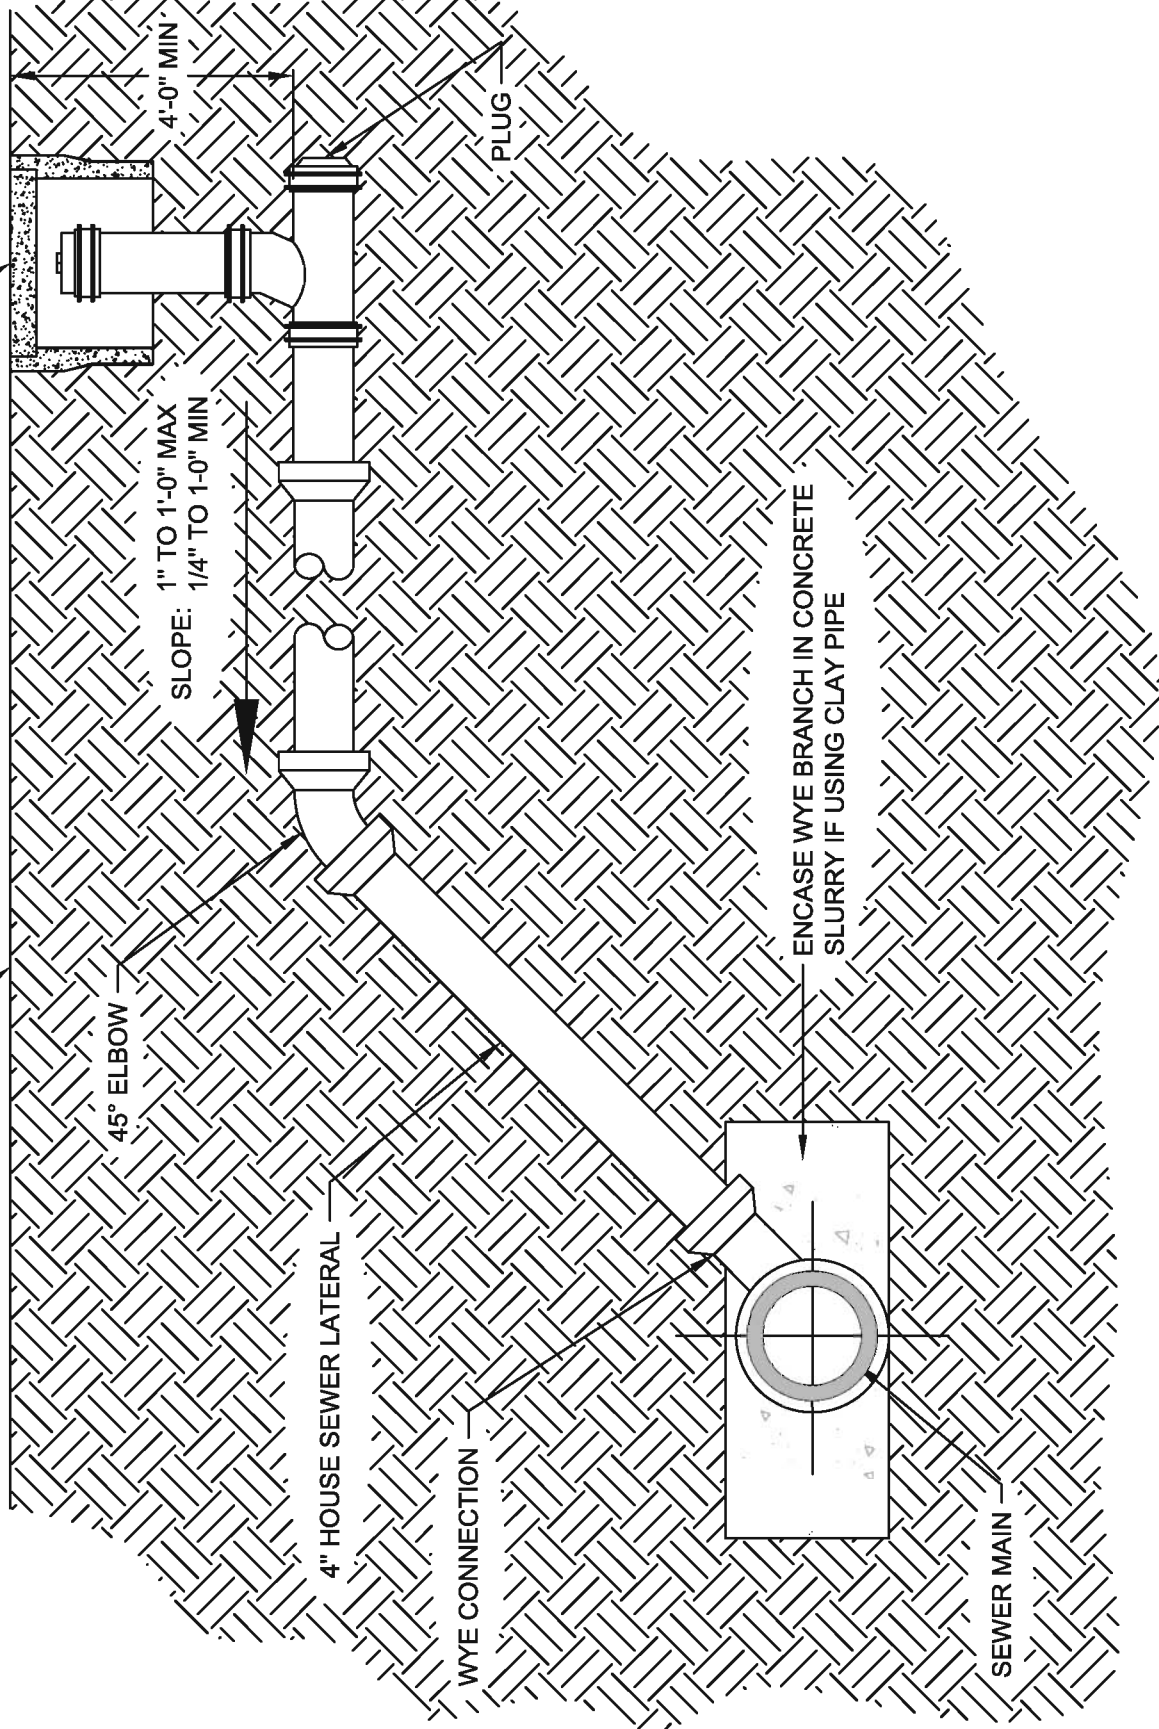 4'-0" MIN
PLUG
SLOPE: 1" TO 1'-0" MAX
1/4" TO 1-0" MIN
45° ELBOW
4" HOUSE SEWER LATERAL
WYE CONNECTION
ENCASE WYE BRANCH IN CONCRETE
SLURRY IF USING CLAY PIPE
SEWER MAIN